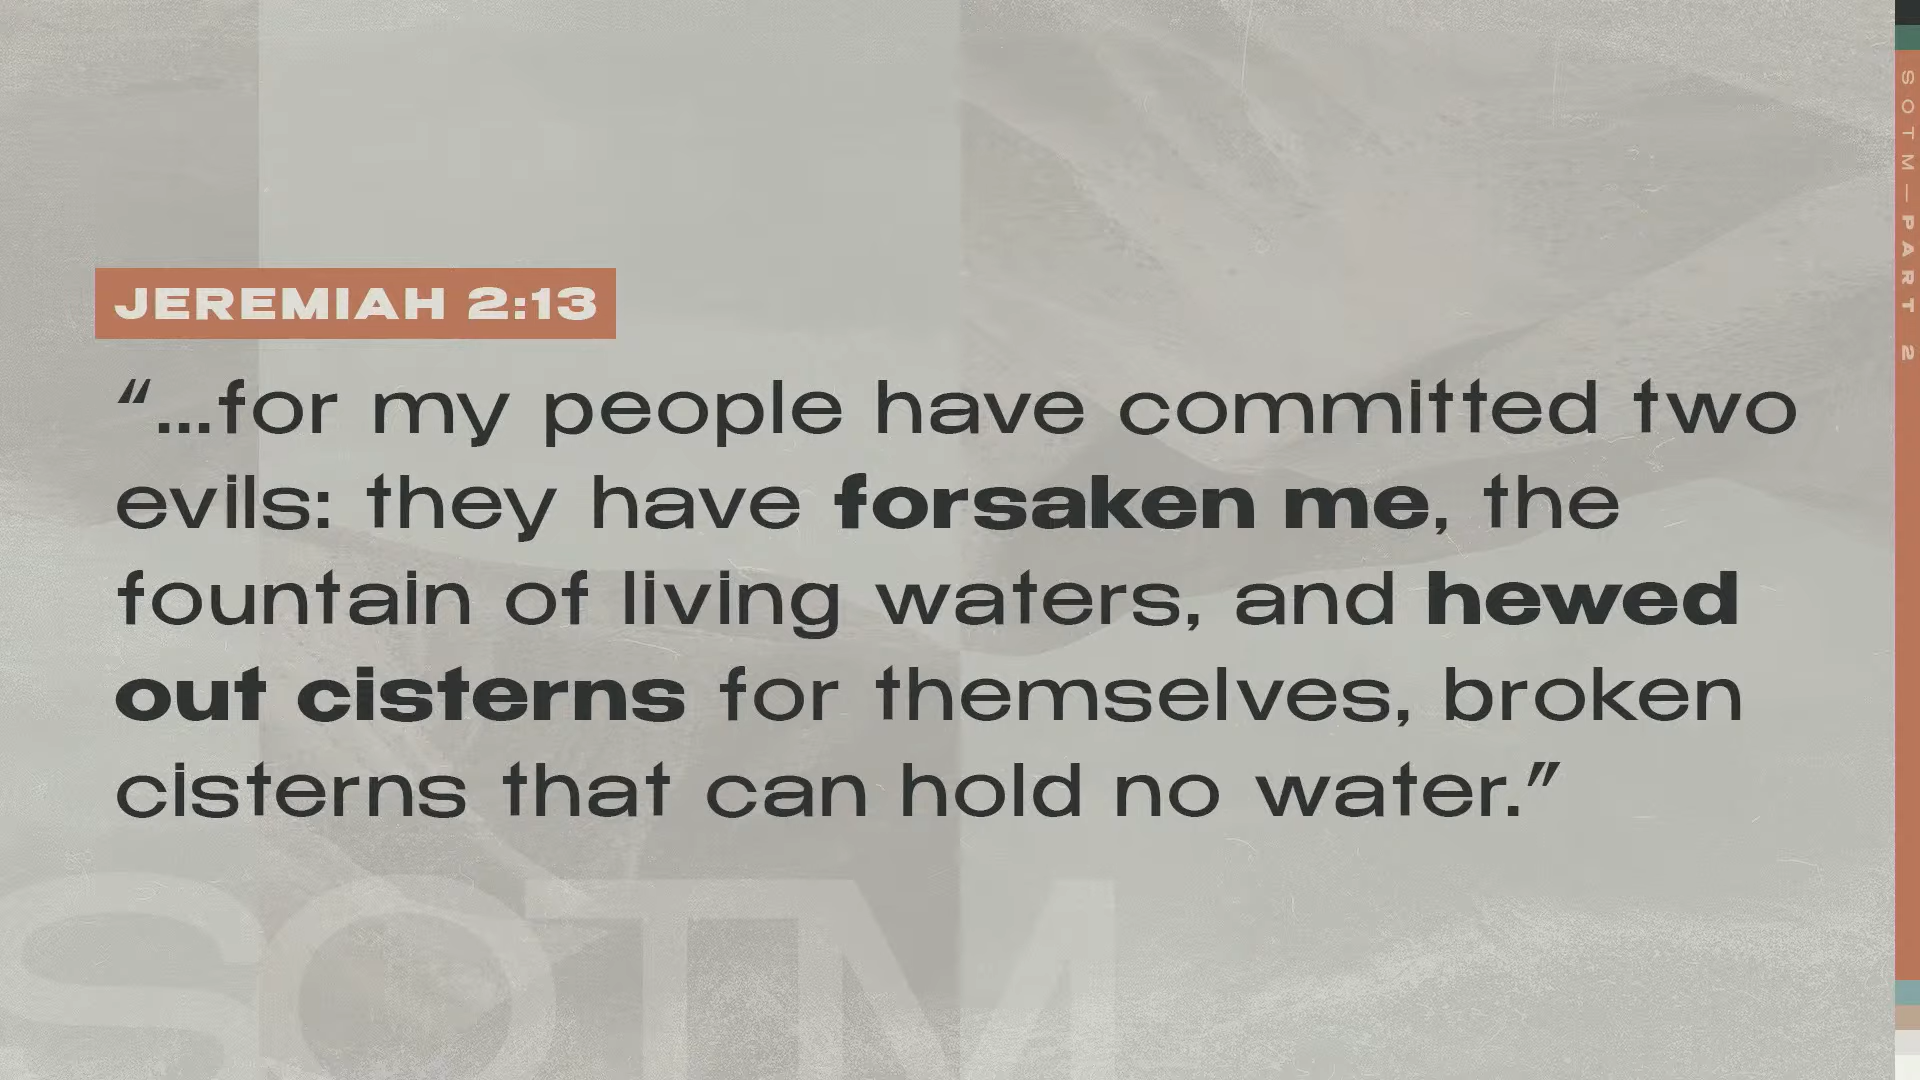 JEREMIAH 2:13
“...for my people have committed two
evils: they have forsaken me, the
fountain of living waters, and hewed
out cisterns for themselves, broken
cisterns that can hold no water.”
SOTM
SOTM—PART 2